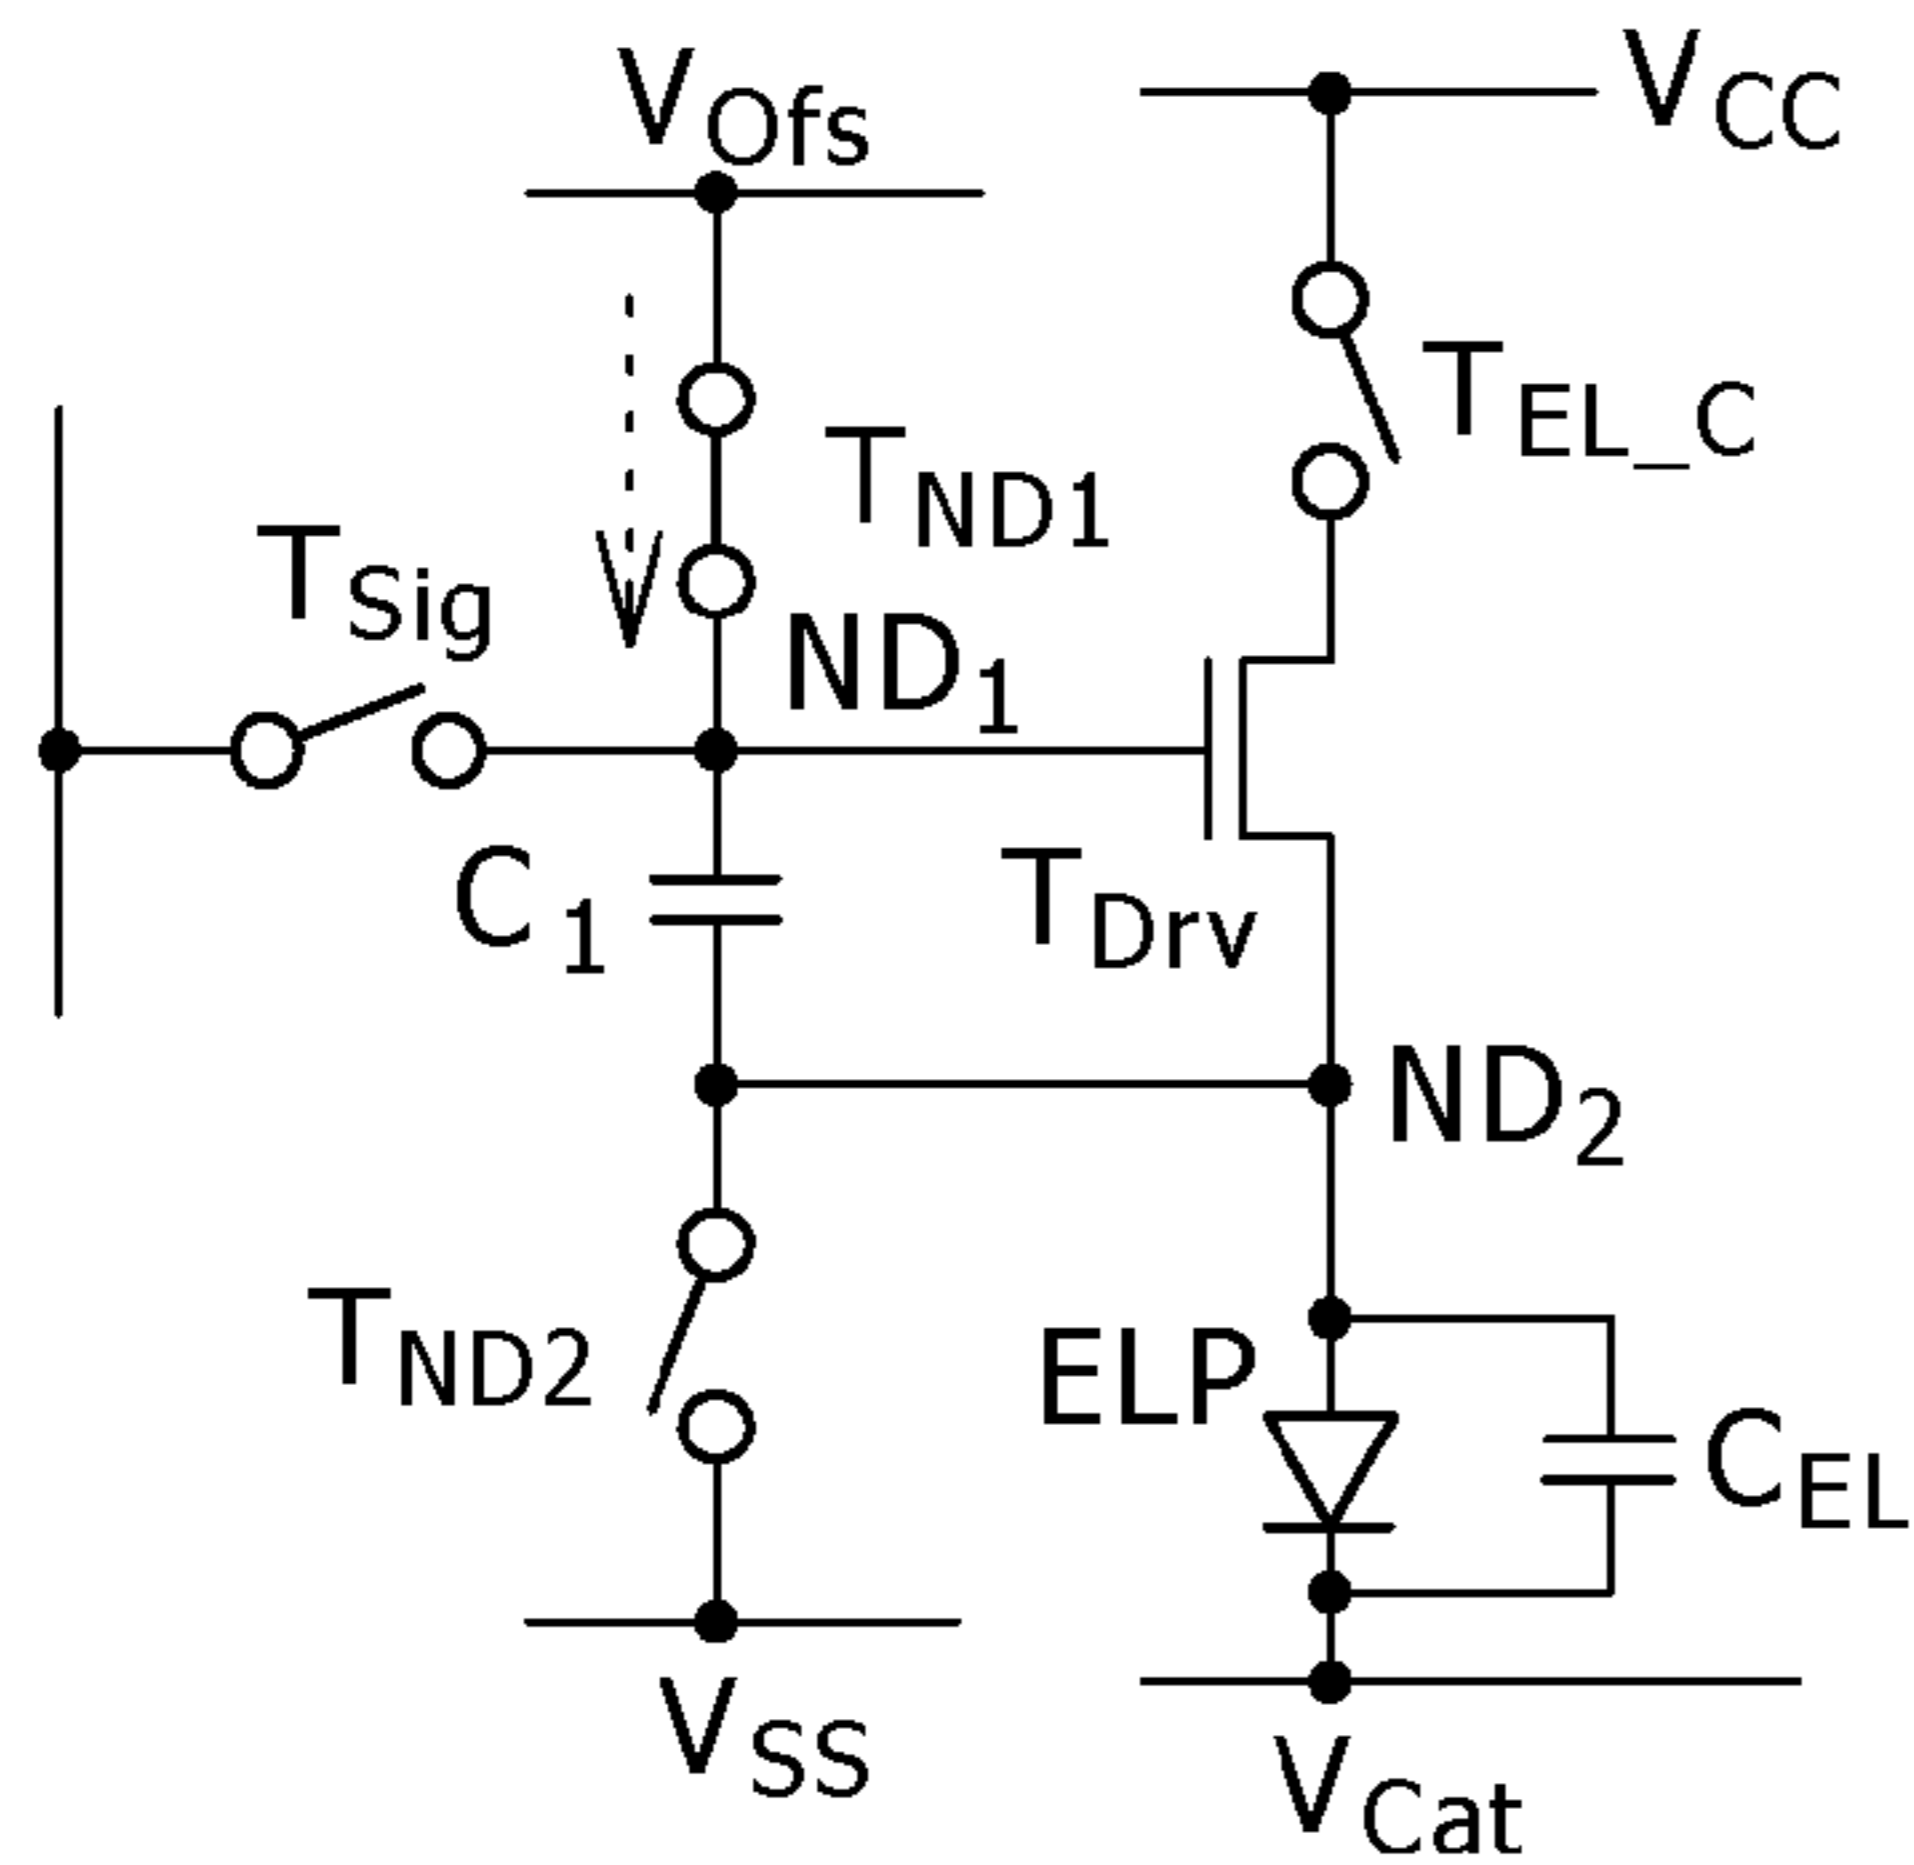 VOfs
VCC
TEL_C
TND1
TSig
ND1
C1
TDrv
ND2
TND2
ELP
CEL
VSS
VCat